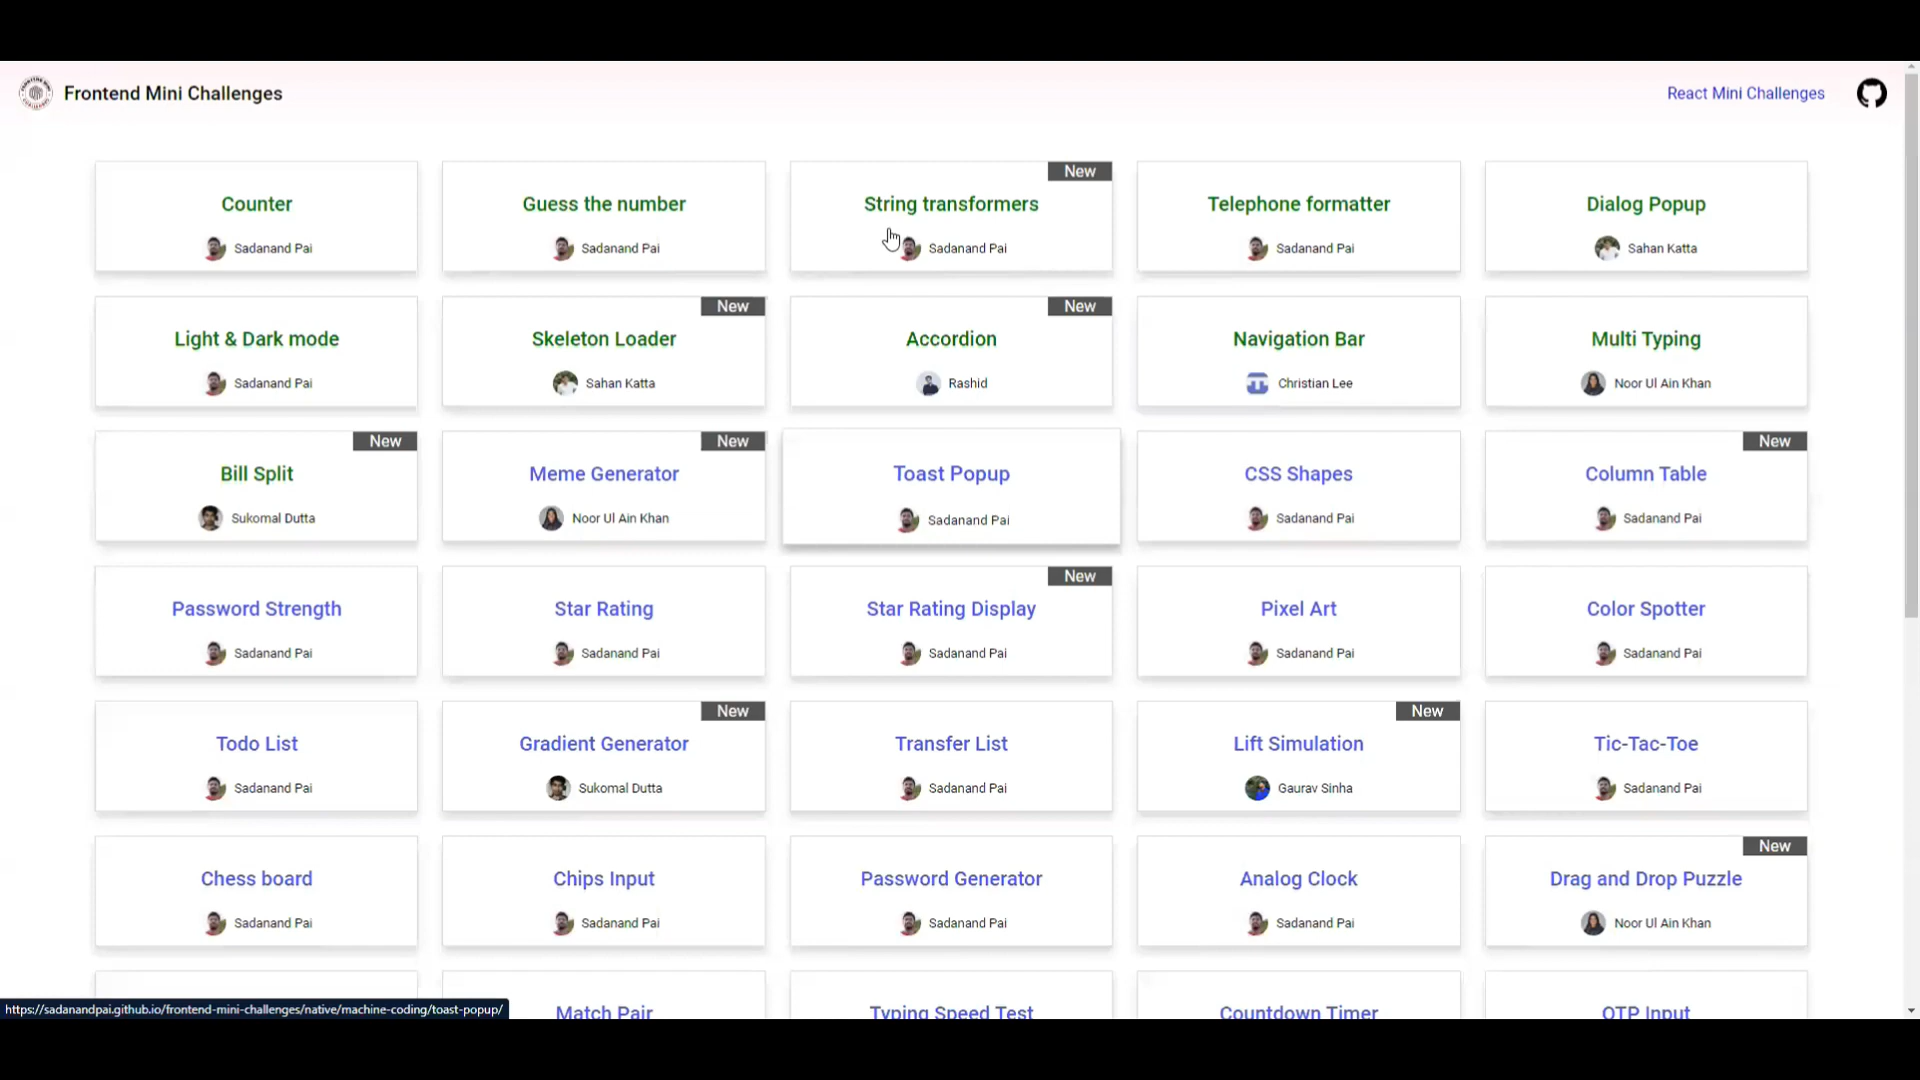 Frontend Mini Challenges
React Mini Challenges
New
Counter
Guess the number
String transformers
Telephone formatter
Dialog Popup
Sadanand Pai
Sadanand Pai
Sadanand Pai
Sadanand Pai
Sahan Katta
New
New
Light & Dark mode
Skeleton Loader
Accordion
Navigation Bar
Multi Typing
Sadanand Pai
Sahan Katta
Rashid
Christian Lee
Noor Ul Ain Khan
New
New
New
Bill Split
Meme Generator
Toast Popup
CSS Shapes
Column Table
Sukomal Dutta
Noor Ul Ain Khan
Sadanand Pai
Sadanand Pai
Sadanand Pai
New
Password Strength
Star Rating
Star Rating Display
Pixel Art
Color Spotter
Sadanand Pai
Sadanand Pai
Sadanand Pai
Sadanand Pai
Sadanand Pai
New
New
Todo List
Gradient Generator
Transfer List
Lift Simulation
Tic-Tac-Toe
Sadanand Pai
Sukomal Dutta
Sadanand Pai
Gaurav Sinha
Sadanand Pai
New
Chess board
Chips Input
Password Generator
Analog Clock
Drag and Drop Puzzle
Sadanand Pai
Sadanand Pai
Sadanand Pai
Sadanand Pai
Noor Ul Ain Khan
https://sadanandpai.github.io/frontend-mini-challenges/native/machine-coding/toast-popup/
Match Pair
Typing Speed Test
Countdown Timer
OTP Input